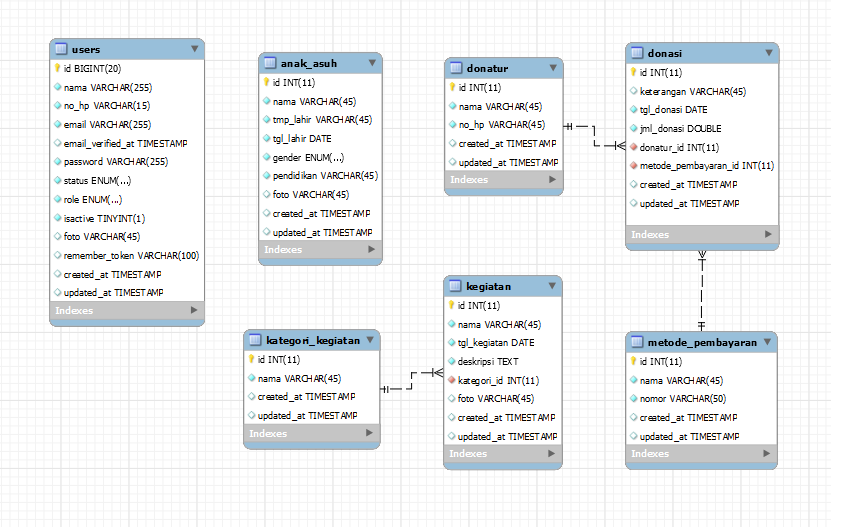 users
id BIGINT(20)
nama VARCHAR(255)
no_hp VARCHAR(15)
email VARCHAR(255)
email_verified_at TIMESTAMP
password VARCHAR(255)
status ENUM(...)
role ENUM(...)
isactive TINYINT(1)
foto VARCHAR(45)
remember_token VARCHAR(100)
created_at TIMESTAMP
updated_at TIMESTAMP
Indexes
anak_asuh
id INT(11)
nama VARCHAR(45)
tmp_lahir VARCHAR(45)
tgl_lahir DATE
gender ENUM(...)
pendidikan VARCHAR(45)
foto VARCHAR(45)
created_at TIMESTAMP
updated_at TIMESTAMP
Indexes
donatur
id INT(11)
nama VARCHAR(45)
no_hp VARCHAR(45)
created_at TIMESTAMP
updated_at TIMESTAMP
Indexes
donasi
id INT(11)
keterangan VARCHAR(45)
tgl_donasi DATE
jml_donasi DOUBLE
donatur_id INT(11)
metode_pembayaran_id INT(11)
created_at TIMESTAMP
updated_at TIMESTAMP
Indexes
kategori_kegiatan
id INT(11)
nama VARCHAR(45)
created_at TIMESTAMP
updated_at TIMESTAMP
Indexes
kegiatan
id INT(11)
nama VARCHAR(45)
tgl_kegiatan DATE
deskripsi TEXT
kategori_id INT(11)
foto VARCHAR(45)
created_at TIMESTAMP
updated_at TIMESTAMP
Indexes
metode_pembayaran
id INT(11)
nama VARCHAR(45)
nomor VARCHAR(50)
created_at TIMESTAMP
updated_at TIMESTAMP
Indexes